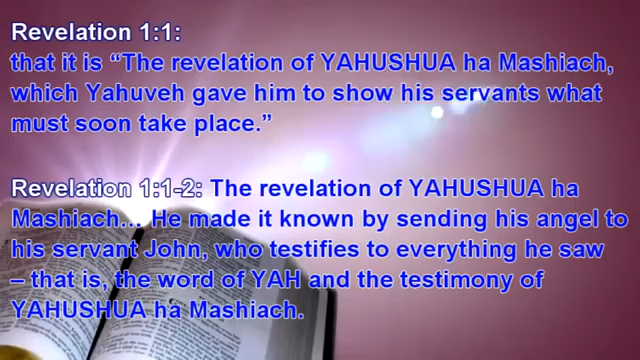 Revelation 1:1:
that it is “The revelation of YAHUSHUA ha Mashiach,
which Yahuveh gave him to show his servants what
must soon take place.”
Revelation 1:1-2: The revelation of YAHUSHUA ha
Mashiach... He made it known by sending his angel to
his servant John, who testifies to everything he saw
– that is, the word of YAH and the testimony of
YAHUSHUA ha Mashiach.